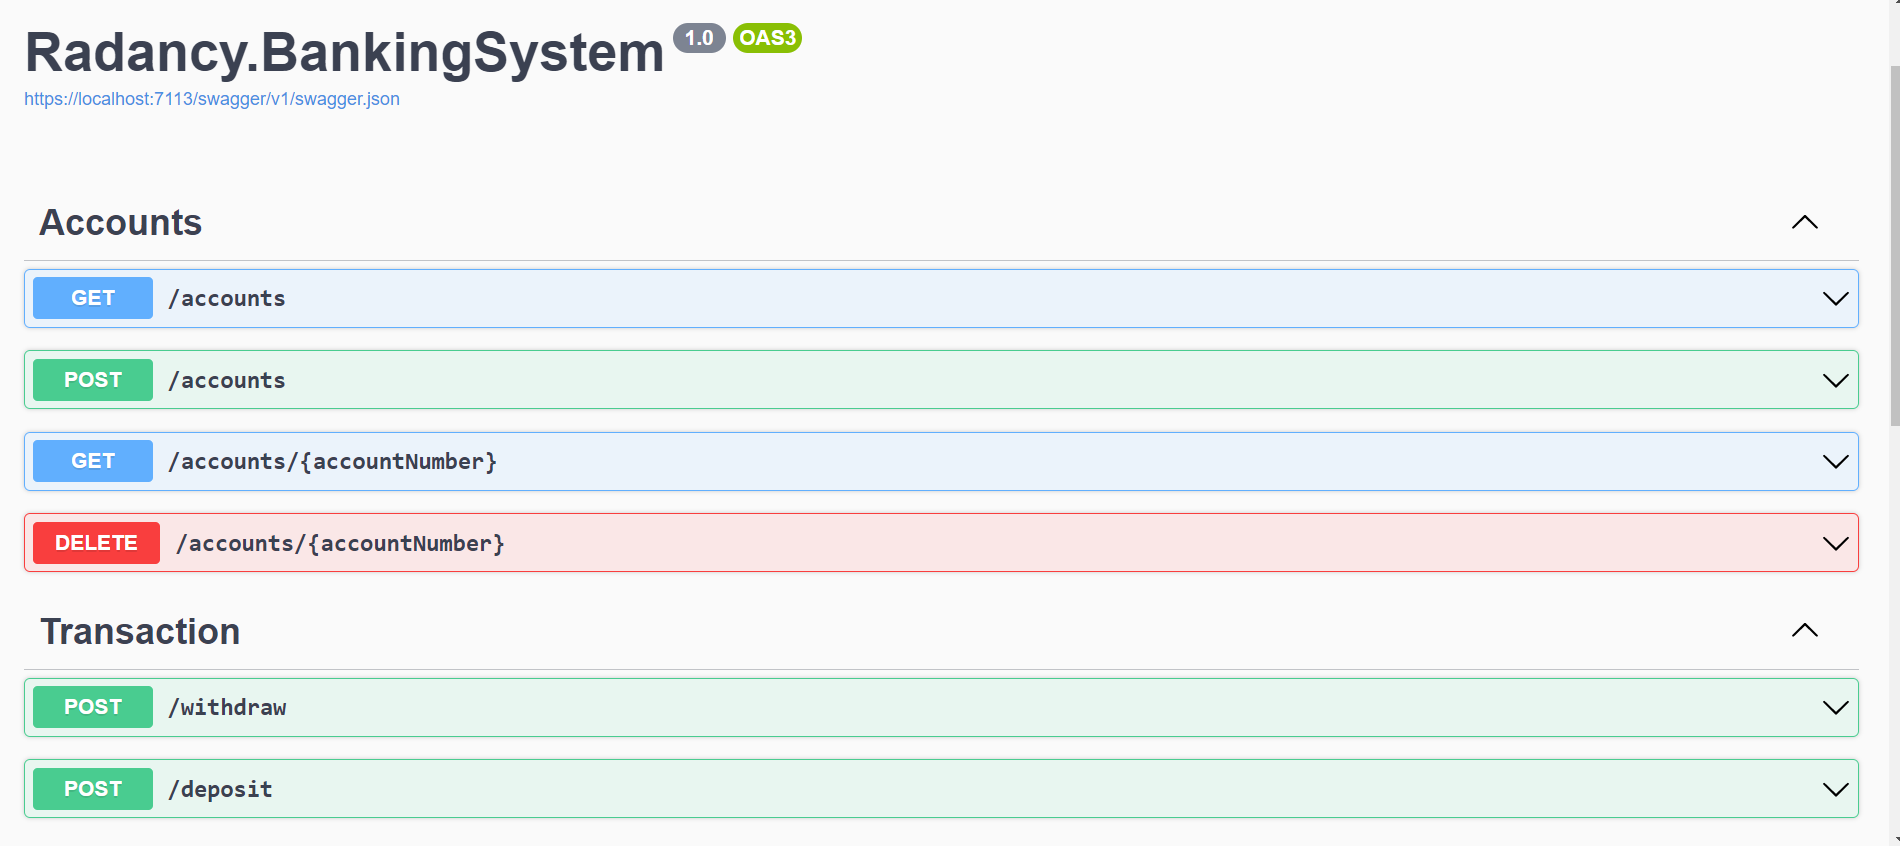 Radancy.BankingSystem 1.0 OAS3
https://localhost:7113/swagger/v1/swagger.json
Accounts
GET /accounts
POST /accounts
GET /accounts/{accountNumber}
DELETE /accounts/{accountNumber}
Transaction
POST /withdraw
POST /deposit